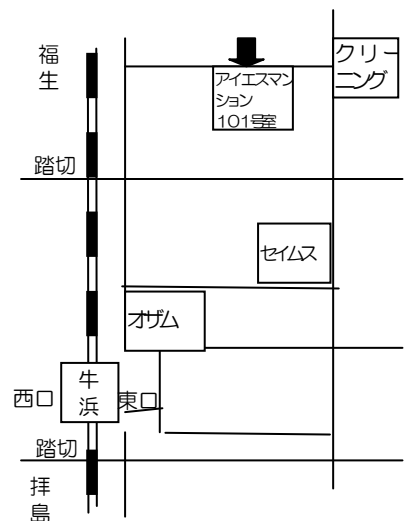 福
生
クリー
ニング
アイエスマン
ション
101号室
踏切
セイムス
オザム
牛
浜
西口
東口
踏切
拝
島